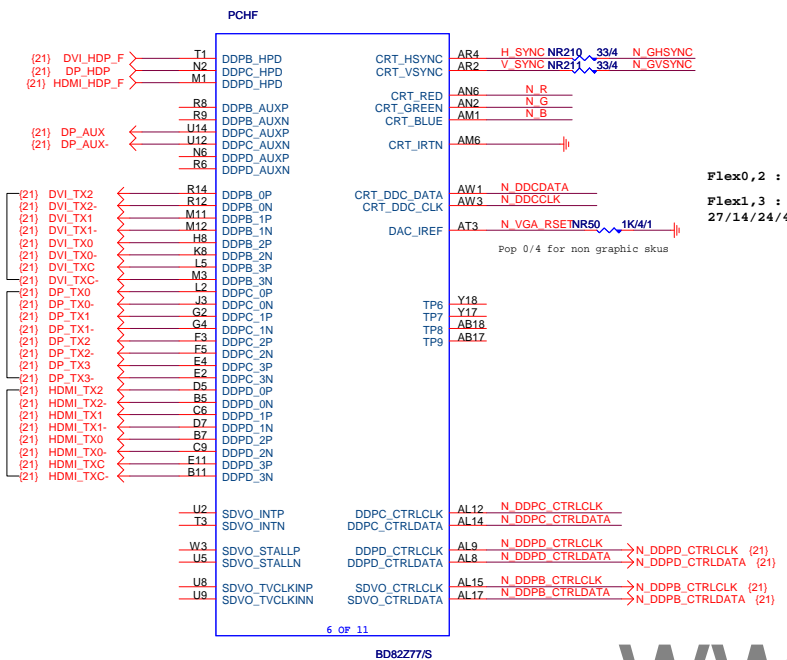 PCHF
{21} DVI_HDP_F T1 DDPB_HPD CRT_HSYNC AR4 H_SYNC NR210 33/4 N_GHSYNC
{21} DP_HDP N2 DDPC_HPD CRT_VSYNC AR2 V_SYNC NR211 33/4 N_GVSYNC
{21} HDMI_HDP_F M1 DDPD_HPD
CRT_RED AN6 N_R
R8 DDPB_AUXP CRT_GREEN AN2 N_G
R9 DDPB_AUXN CRT_BLUE AM1 N_B
{21} DP_AUX U14 DDPC_AUXP
{21} DP_AUX- U12 DDPC_AUXN CRT_IRTN AM6
N6 DDPD_AUXP
R6 DDPD_AUXN
Flex0,2 :
{21} DVI_TX2 R14 DDPB_0P CRT_DDC_DATA AW1 N_DDCDATA
{21} DVI_TX2- R12 DDPB_0N CRT_DDC_CLK AW3 N_DDCCLK
Flex1,3 :
{21} DVI_TX1 M11 DDPB_1P
27/14/24/4
{21} DVI_TX1- M12 DDPB_1N DAC_IREF AT3 N_VGA_RSET NR50 1K/4/1
{21} DVI_TX0 H8 DDPB_2P
Pop 0/4 for non graphic skus
{21} DVI_TX0- K8 DDPB_2N
{21} DVI_TXC L5 DDPB_3P
{21} DVI_TXC- M3 DDPB_3N
{21} DP_TX0 L2 DDPC_0P
{21} DP_TX0- J3 DDPC_0N TP6 Y18
{21} DP_TX1 G2 DDPC_1P TP7 Y17
{21} DP_TX1- G4 DDPC_1N TP8 AB18
{21} DP_TX2 F3 DDPC_2P TP9 AB17
{21} DP_TX2- F5 DDPC_2N
{21} DP_TX3 E4 DDPC_3P
{21} DP_TX3- E2 DDPC_3N
{21} HDMI_TX2 D5 DDPD_0P
{21} HDMI_TX2- B5 DDPD_0N
{21} HDMI_TX1 C6 DDPD_1P
{21} HDMI_TX1- D7 DDPD_1N
{21} HDMI_TX0 B7 DDPD_2P
{21} HDMI_TX0- C9 DDPD_2N
{21} HDMI_TXC E11 DDPD_3P
{21} HDMI_TXC- B11 DDPD_3N
U2 SDVO_INTP DDPC_CTRLCLK AL12 N_DDPC_CTRLCLK
T3 SDVO_INTN DDPC_CTRLDATA AL14 N_DDPC_CTRLDATA
W3 SDVO_STALLP DDPD_CTRLCLK AL9 N_DDPD_CTRLCLK N_DDPD_CTRLCLK {21}
U5 SDVO_STALLN DDPD_CTRLDATA AL8 N_DDPD_CTRLDATA N_DDPD_CTRLDATA {21}
U8 SDVO_TVCLKINP SDVO_CTRLCLK AL15 N_DDPB_CTRLCLK N_DDPB_CTRLCLK {21}
U9 SDVO_TVCLKINN SDVO_CTRLDATA AL17 N_DDPB_CTRLDATA N_DDPB_CTRLDATA {21}
6 OF 11
BD82Z77/S